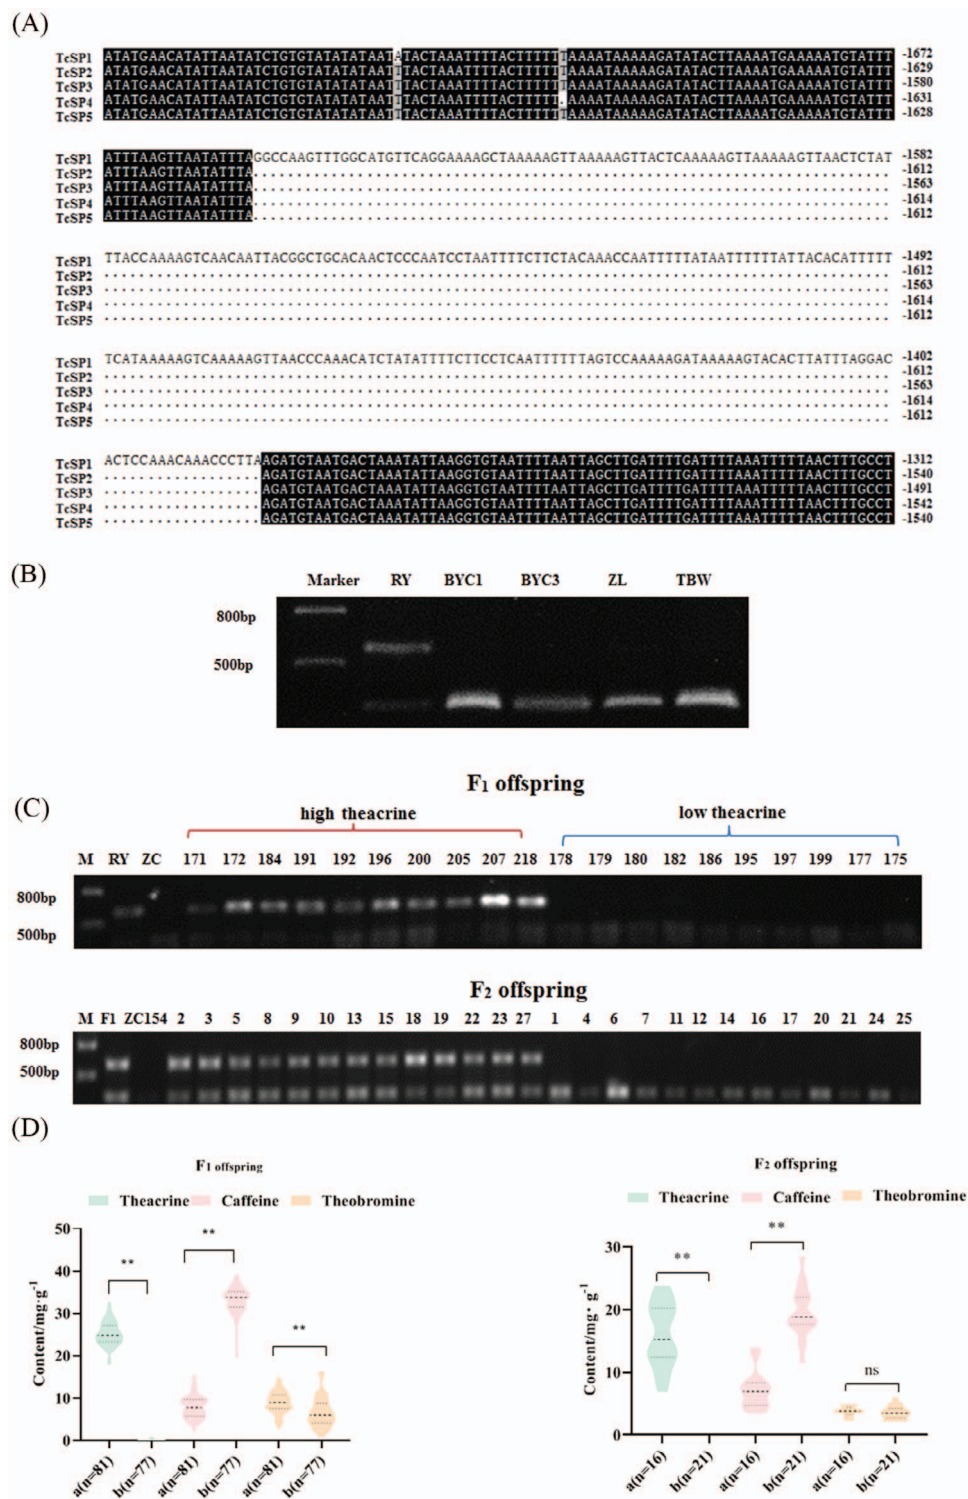 (A)
TcSP1 ATATGAACATATTAATATCTGTGTATATATAATATACTAAATTTTACTTTTTTAAAATAAAAAGATATACTTAAAATGAAAAATGTATTT -1672
TcSP2 ATATGAACATATTAATATCTGTGTATATATAATTTACTAAATTTTACTTTTTTAAAATAAAAAGATATACTTAAAATGAAAAATGTATTT -1629
TcSP3 ATATGAACATATTAATATCTGTGTATATATAATTTACTAAATTTTACTTTTTTAAAATAAAAAGATATACTTAAAATGAAAAATGTATTT -1580
TcSP4 ATATGAACATATTAATATCTGTGTATATATAATTTACTAAATTTTACTTTTT.AAAATAAAAAGATATACTTAAAATGAAAAATGTATTT -1631
TcSP5 ATATGAACATATTAATATCTGTGTATATATAATTTACTAAATTTTACTTTTTTAAAATAAAAAGATATACTTAAAATGAAAAATGTATTT -1628
TcSP1 ATTTAAGTTAATATTTAGGCCAAGTTTGGCATGTTCAGGAAAAGCTAAAAAGTTAAAAAGTTACTCAAAAAGTTAAAAAGTTAACTCTAT -1582
TcSP2 ATTTAAGTTAATATTTA -1612
TcSP3 ATTTAAGTTAATATTTA -1563
TcSP4 ATTTAAGTTAATATTTA -1614
TcSP5 ATTTAAGTTAATATTTA -1612
TcSP1 TTACCAAAAGTCAACAATTACGGCTGCACAACTCCCAATCCTAATTTTCTTCTACAAACCAATTTTTATAATTTTTTATTACACATTTTT -1492
TcSP2 -1612
TcSP3 -1563
TcSP4 -1614
TcSP5 -1612
TcSP1 TCATAAAAAGTCAAAAAGTTAACCCAAACATCTATATTTTCTTCCTCAATTTTTTAGTCCAAAAAGATAAAAAGTACACTTATTTAGGAC -1402
TcSP2 -1612
TcSP3 -1563
TcSP4 -1614
TcSP5 -1612
TcSP1 ACTCCAAACAAACCCTTAAGATGTAATGACTAAATATTAAGGTGTAATTTTAATTAGCTTGATTTTGATTTTAAATTTTTAACTTTGCCT -1312
TcSP2 AGATGTAATGACTAAATATTAAGGTGTAATTTTAATTAGCTTGATTTTGATTTTAAATTTTTAACTTTGCCT -1540
TcSP3 AGATGTAATGACTAAATATTAAGGTGTAATTTTAATTAGCTTGATTTTGATTTTAAATTTTTAACTTTGCCT -1491
TcSP4 AGATGTAATGACTAAATATTAAGGTGTAATTTTAATTAGCTTGATTTTGATTTTAAATTTTTAACTTTGCCT -1542
TcSP5 AGATGTAATGACTAAATATTAAGGTGTAATTTTAATTAGCTTGATTTTGATTTTAAATTTTTAACTTTGCCT -1540
(B)
Marker RY BYC1 BYC3 ZL TBW
800bp
500bp
F1 offspring
(C)
high theacrine low theacrine
M RY ZC 171 172 184 191 192 196 200 205 207 218 178 179 180 182 186 195 197 199 177 175
800bp
500bp
F2 offspring
M F1 ZC154 2 3 5 8 9 10 13 15 18 19 22 23 27 1 4 6 7 11 12 14 16 17 20 21 24 25
800bp
500bp
(D)
F1 offspring
Theacrine Caffeine Theobromine
Content/mg·g-1
50
40
30
20
10
0
** ** **
a(n=81) b(n=77) a(n=81) b(n=77) a(n=81) b(n=77)
F2 offspring
Theacrine Caffeine Theobromine
Content/mg· g-1
30
20
10
0
** ** ns
a(n=16) b(n=21) a(n=16) b(n=21) a(n=16) b(n=21)